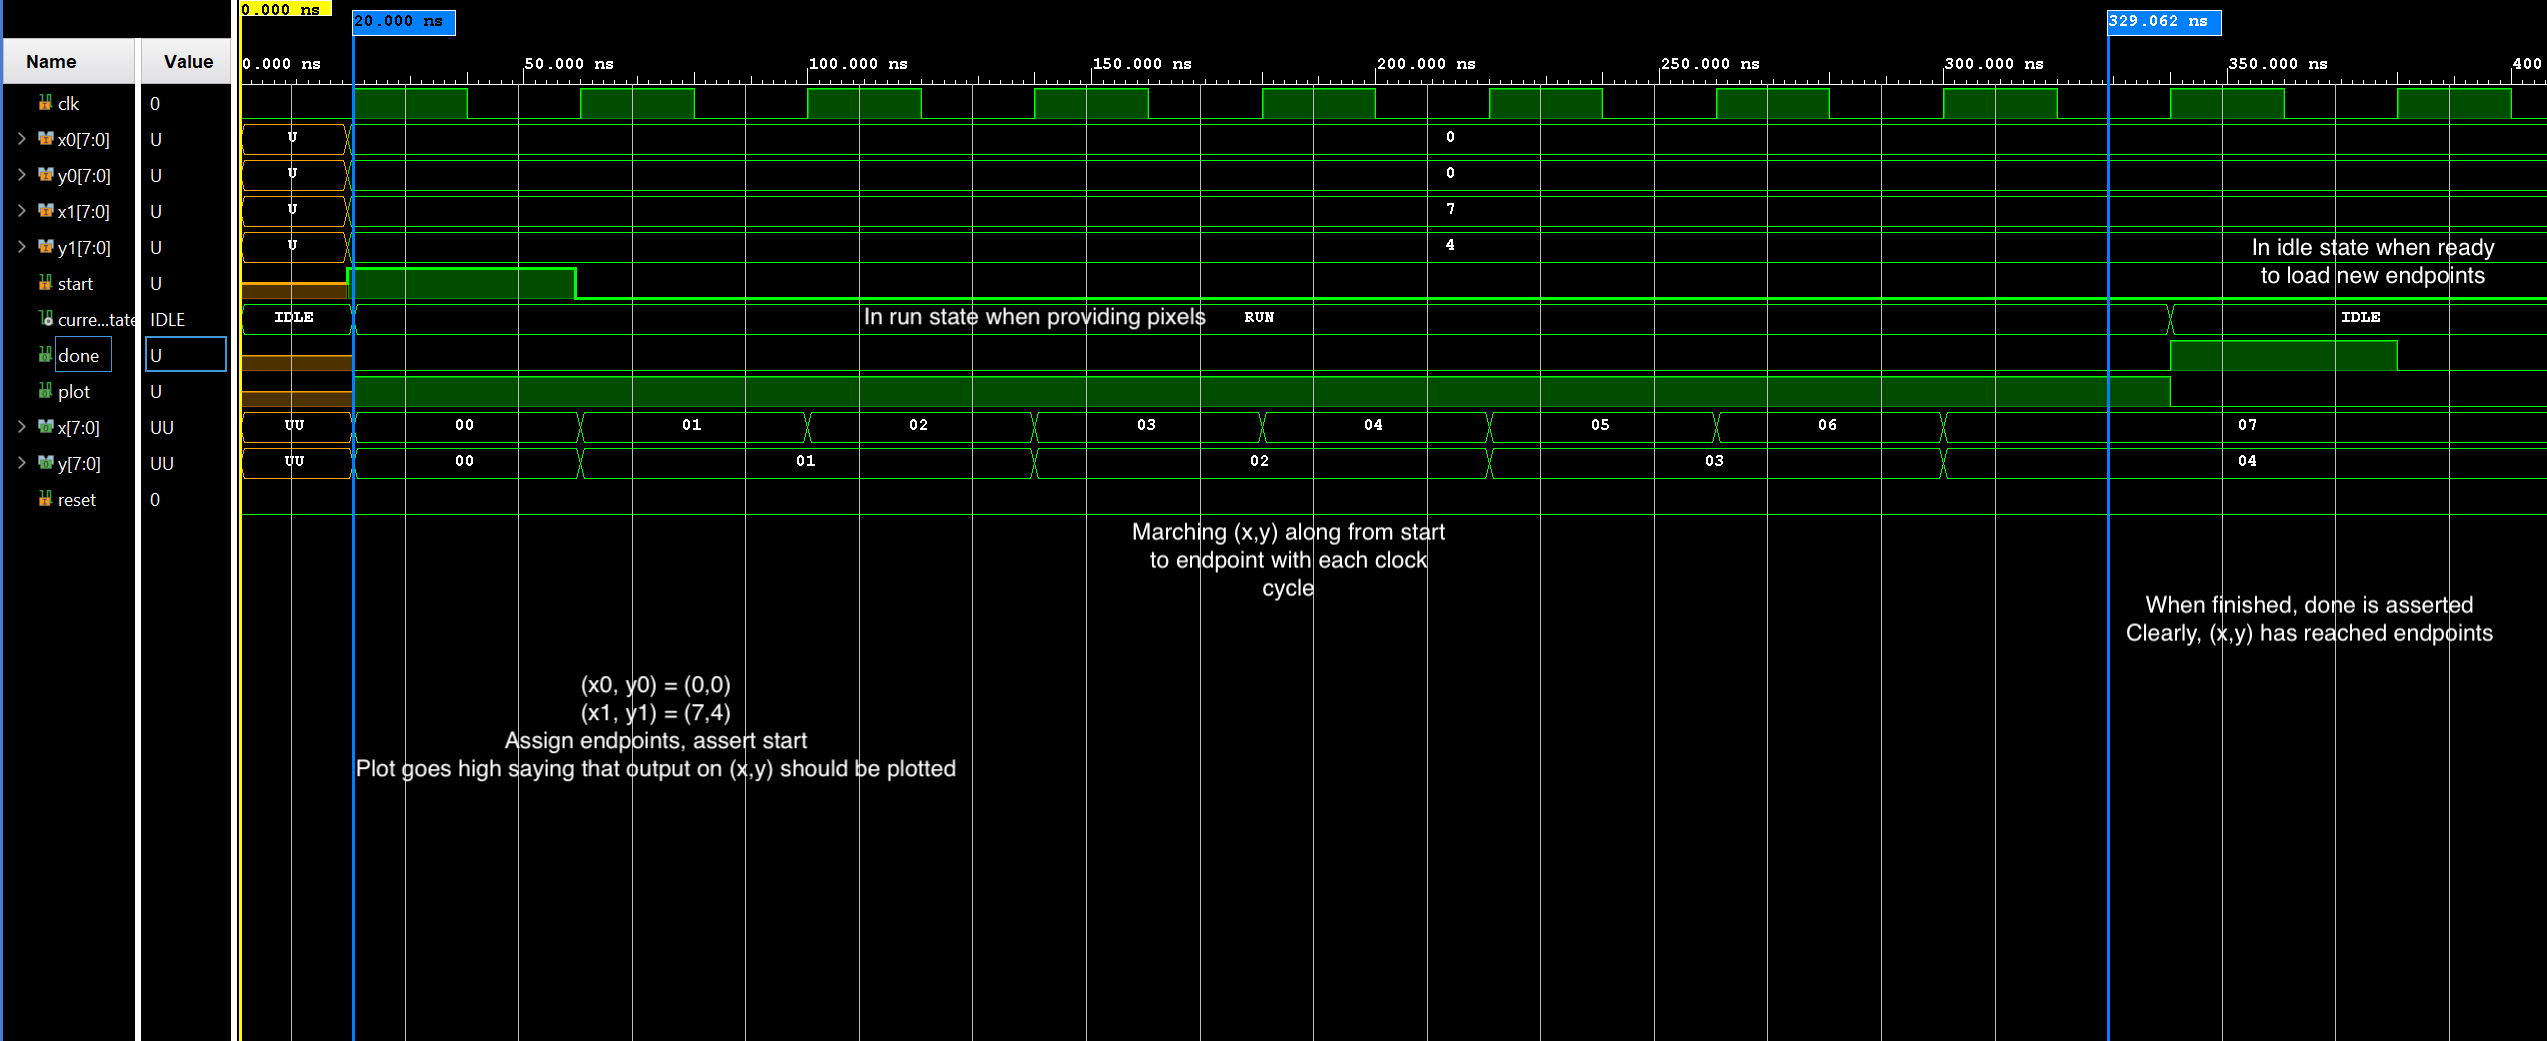 0.000 ns
20.000 ns 329.062 ns
Name Value 0.000 ns 50.000 ns 100.000 ns 150.000 ns 200.000 ns 250.000 ns 300.000 ns 350.000 ns 400
clk 0
x0[7:0] U U 0
y0[7:0] U U 0
x1[7:0] U U 7
y1[7:0] U U 4
In idle state when ready
to load new endpoints
start U
curre...tate IDLE IDLE In run state when providing pixels RUN IDLE
done U
plot U
x[7:0] UU UU 00 01 02 03 04 05 06 07
y[7:0] UU UU 00 01 02 03 04
reset 0
Marching (x,y) along from start
to endpoint with each clock
cycle
When finished, done is asserted
Clearly, (x,y) has reached endpoints
(x0, y0) = (0,0)
(x1, y1) = (7,4)
Assign endpoints, assert start
Plot goes high saying that output on (x,y) should be plotted